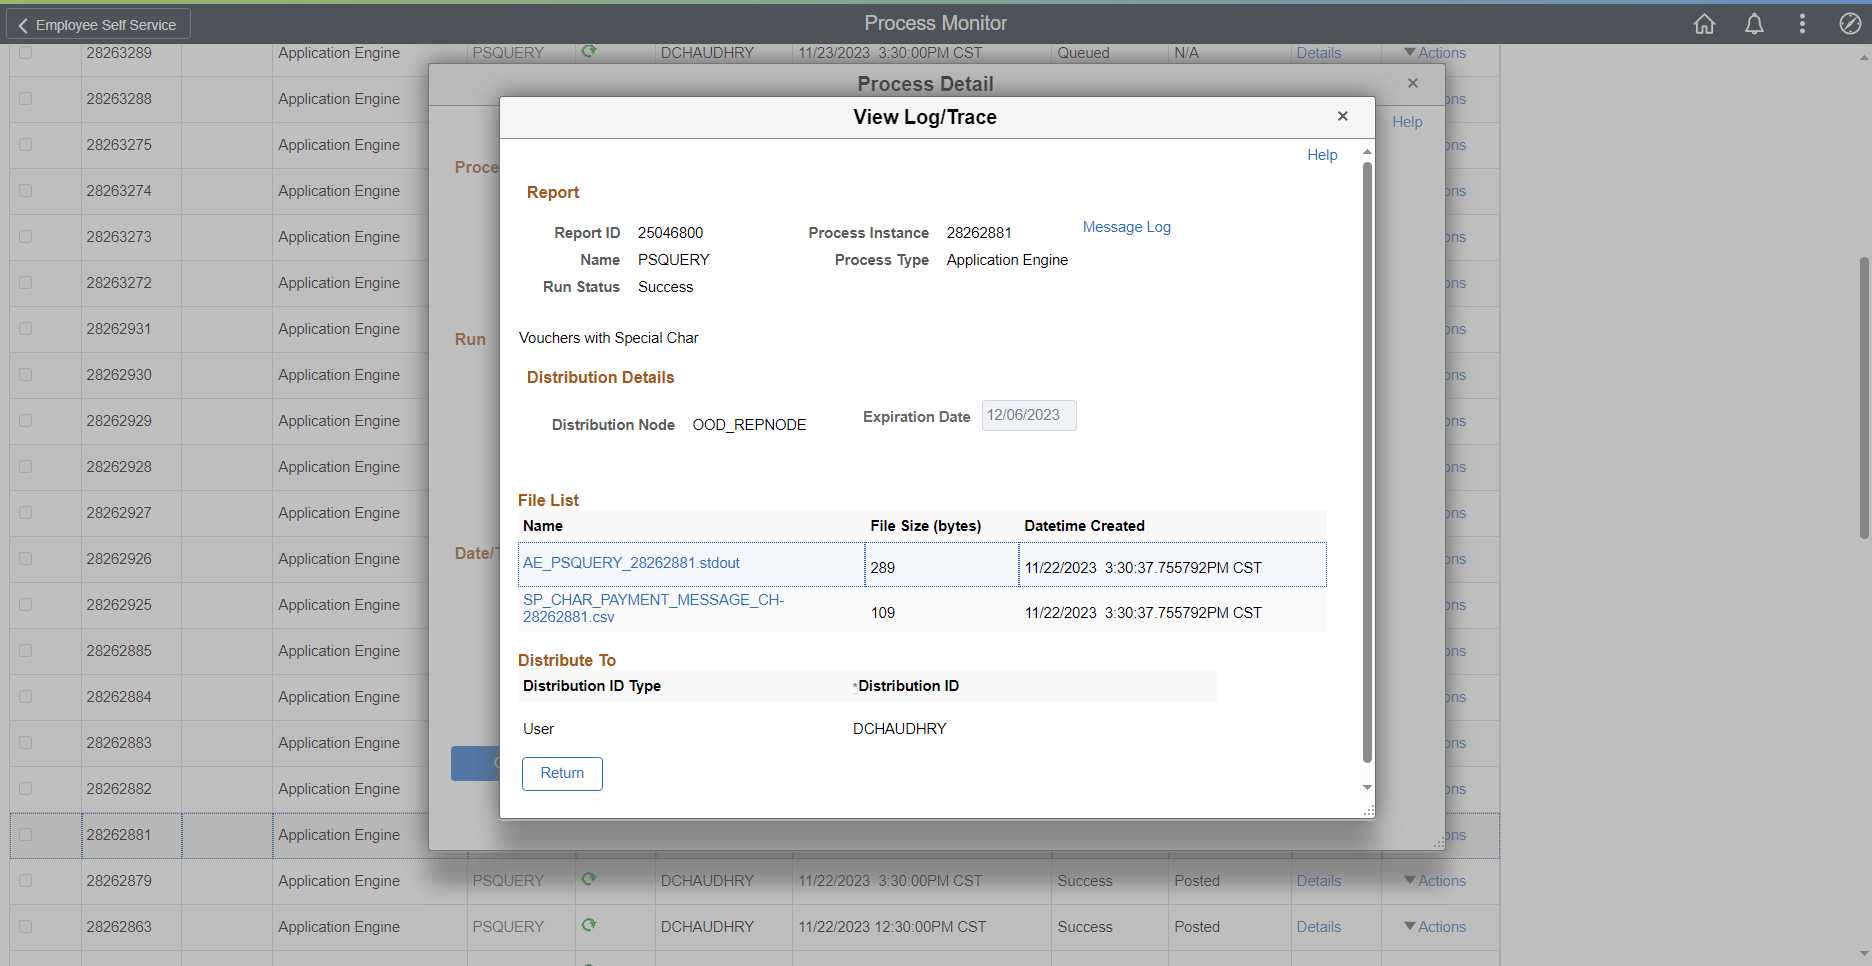 Employee Self Service
Process Monitor
28263289 Application Engine PSQUERY DCHAUDHRY 11/23/2023 3:30:00PM CST Queued N/A Details Actions
Process Detail
28263288 Application Engine
View Log/Trace
Help
28263275 Application Engine
Help
Report
28263274 Application Engine
Report ID 25046800 Process Instance 28262881 Message Log
28263273 Application Engine
Name PSQUERY Process Type Application Engine
28263272 Application Engine
Run Status Success
28262931 Application Engine
Run
Vouchers with Special Char
28262930 Application Engine
Distribution Details
28262929 Application Engine
Distribution Node OOD_REPNODE Expiration Date 12/06/2023
28262928 Application Engine
File List
28262927 Application Engine
Name File Size (bytes) Datetime Created
28262926 Application Engine
AE_PSQUERY_28262881.stdout 289 11/22/2023 3:30:37.755792PM CST
28262925 Application Engine
SP_CHAR_PAYMENT_MESSAGE_CH-
28262881.csv 109 11/22/2023 3:30:37.755792PM CST
28262885 Application Engine
Distribute To
28262884 Application Engine
Distribution ID Type *Distribution ID
28262883 Application Engine
User DCHAUDHRY
28262882 Application Engine
Return
28262881 Application Engine
28262879 Application Engine PSQUERY DCHAUDHRY 11/22/2023 3:30:00PM CST Success Posted Details Actions
28262863 Application Engine PSQUERY DCHAUDHRY 11/22/2023 12:30:00PM CST Success Posted Details Actions